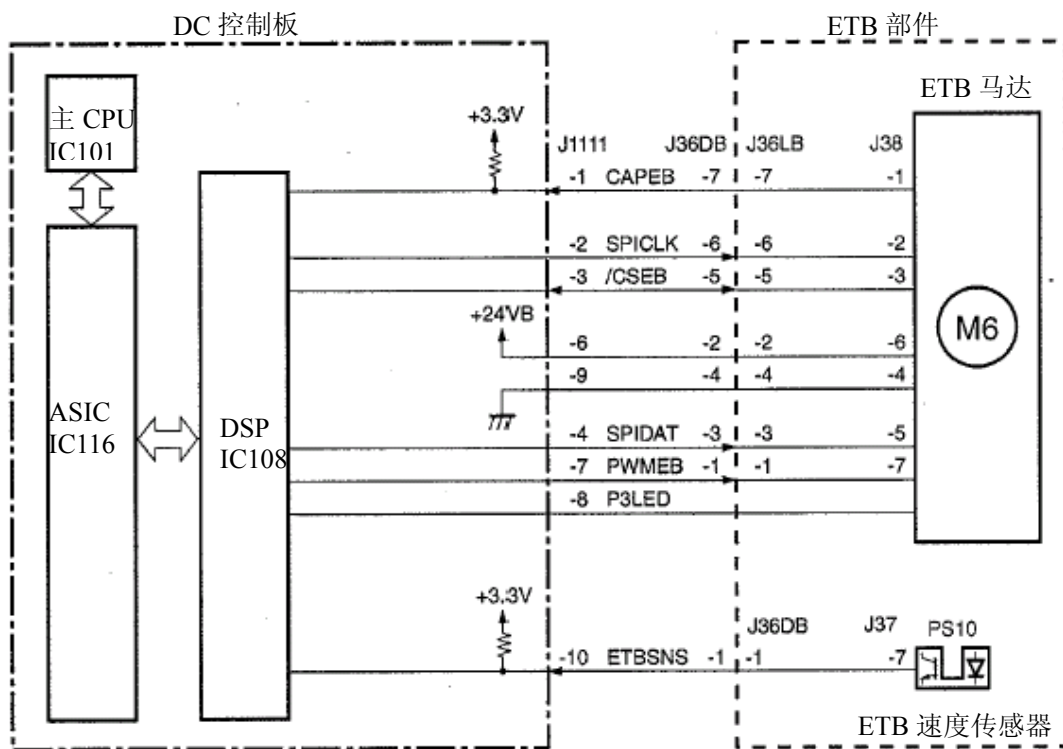 DC 控制板
ETB 部件
主 CPU
IC101
ETB 马达
+3.3V
J1111 J36DB J36LB J38
-1 CAPEB -7 -7 -1
-2 SPICLK -6 -6 -2
-3 /CSEB -5 -5 -3
+24VB
M6
-6 -2 -2 -6
-9 -4 -4 -4
ASIC
IC116
DSP
IC108
-4 SPIDAT -3 -3 -5
-7 PWMEB -1 -1 -7
-8 P3LED
+3.3V
J36DB J37 PS10
-10 ETBSNS -1 -1 -7
ETB 速度传感器